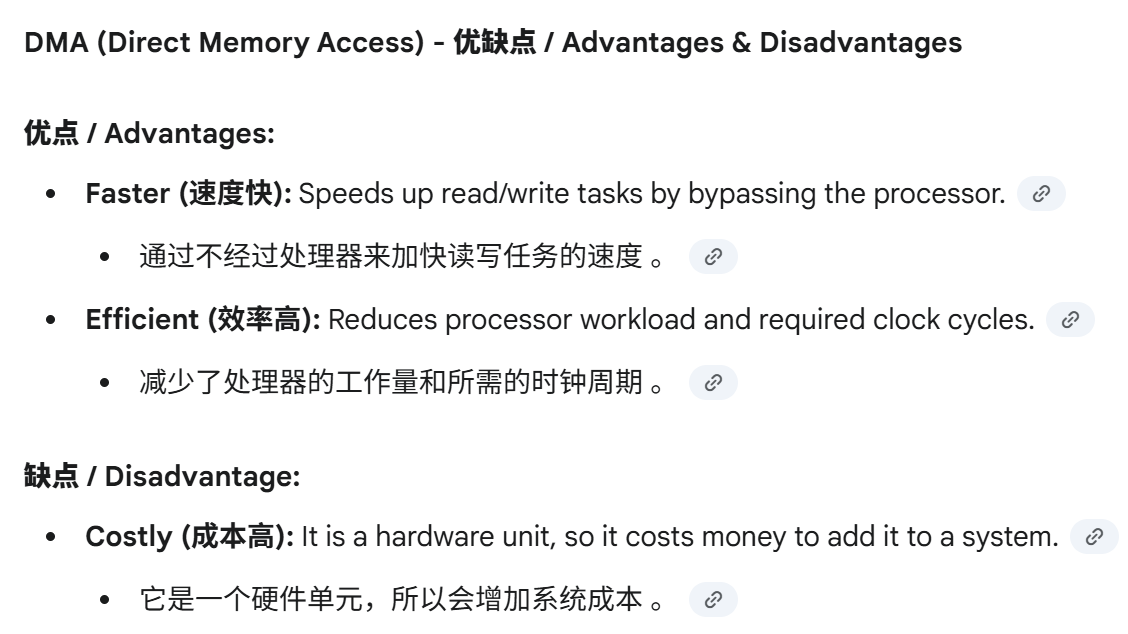 DMA (Direct Memory Access) - 优缺点 / Advantages & Disadvantages
优点 / Advantages:
• Faster (速度快): Speeds up read/write tasks by bypassing the processor.
• 通过不经过处理器来加快读写任务的速度 。
• Efficient (效率高): Reduces processor workload and required clock cycles.
• 减少了处理器的工作量和所需的时钟周期 。
缺点 / Disadvantage:
• Costly (成本高): It is a hardware unit, so it costs money to add it to a system.
• 它是一个硬件单元，所以会增加系统成本 。